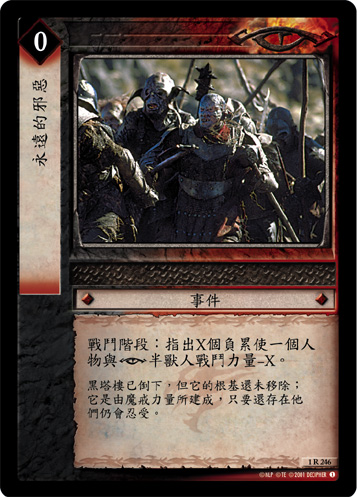 0
永遠的邪惡
事件
戰鬥階段：指出X個負累使一個人
物與半獸人戰鬥力量-X。
黑塔樓已倒下，但它的根基還未移除；
它是由魔戒力量所建成，只要還存在他
們仍會忍受。
1 R 246
©NLP ™TE ©2001 DECIPHER